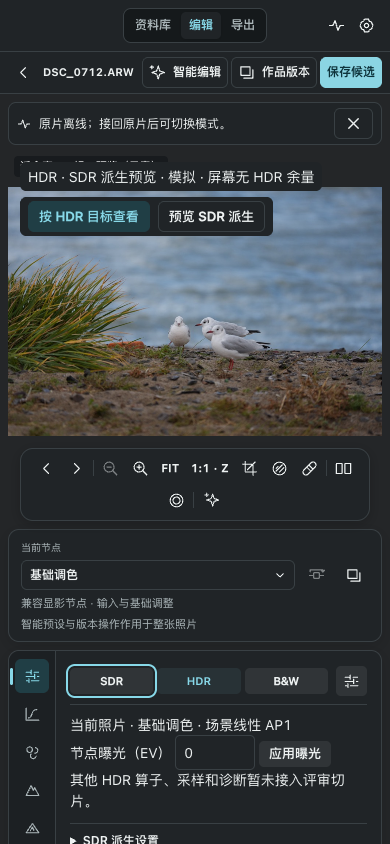 资料库 编辑 导出
DSC_0712.ARW 智能编辑 作品版本 保存候选
原片离线；接回原片后可切换模式。
HDR · SDR 派生预览 · 模拟 · 屏幕无 HDR 余量
按 HDR 目标查看 预览 SDR 派生
FIT 1:1 · Z
当前节点
基础调色
兼容显影节点 · 输入与基础调整
智能预设与版本操作作用于整张照片
SDR HDR B&W
当前照片 · 基础调色 · 场景线性 AP1
节点曝光（EV） 0 应用曝光
其他 HDR 算子、采样和诊断暂未接入评审切
片。
SDR 派生设置